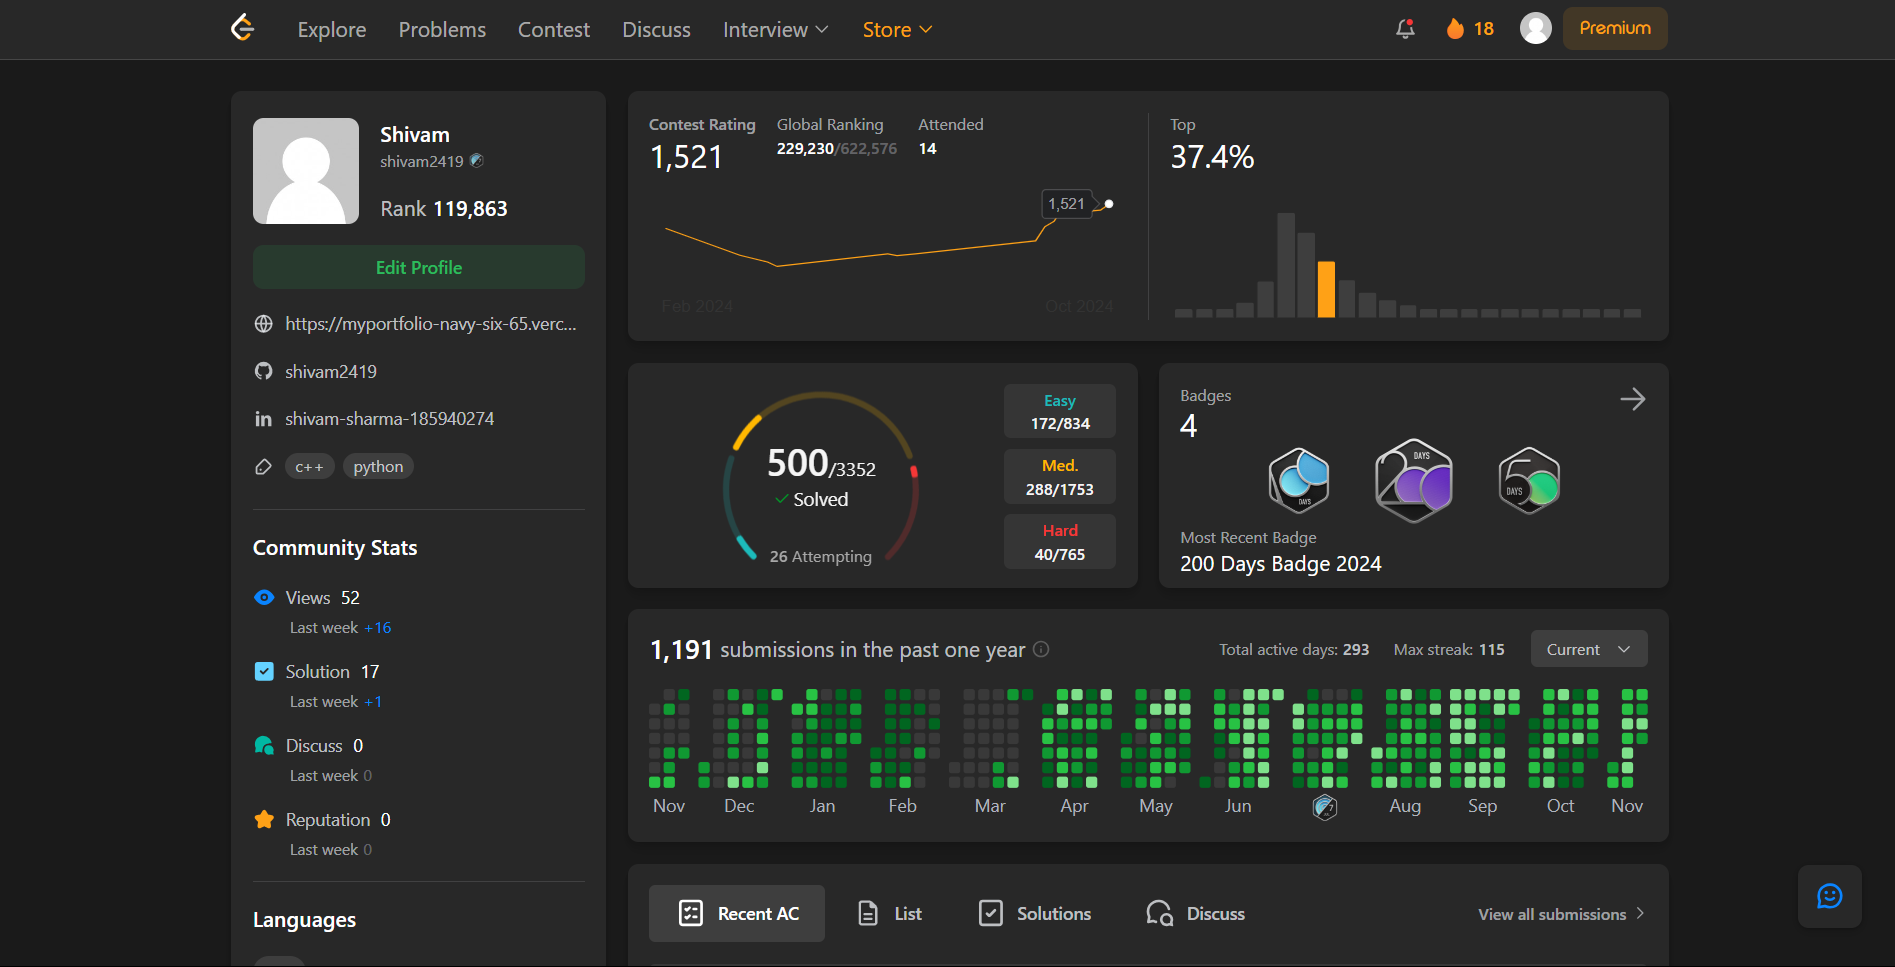 Explore Problems Contest Discuss Interview Store 18 Premium
Shivam
shivam2419
Rank 119,863
Edit Profile
https://myportfolio-navy-six-65.verc...
shivam2419
shivam-sharma-185940274
c++ python
Community Stats
Views 52
Last week +16
Solution 17
Last week +1
Discuss 0
Last week 0
Reputation 0
Last week 0
Languages
Contest Rating Global Ranking Attended
1,521 229,230/622,576 14
1,521
Feb 2024 Oct 2024
Top
37.4%
500/3352
Solved
26 Attempting
Easy
172/834
Med.
288/1753
Hard
40/765
Badges
4
DAYS
DAYS
DAYS
Most Recent Badge
200 Days Badge 2024
1,191 submissions in the past one year Total active days: 293 Max streak: 115 Current
Nov Dec Jan Feb Mar Apr May Jun Aug Sep Oct Nov
Recent AC List Solutions Discuss View all submissions